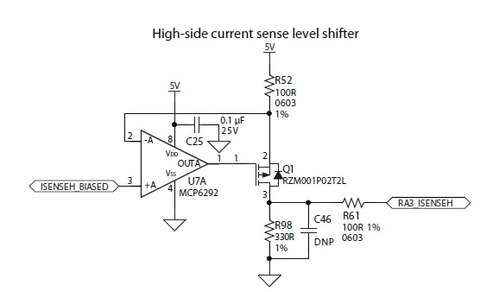 High-side current sense level shifter
5V
R52
100R
0603
1%
5V
0.1 µF
25V
C25
2
-A
8
VDD
OUTA
1
1
2
Q1
RZM001P02T2L
3
ISENSEH_BIASED
3
+A
VSS
4
U7A
MCP6292
R98
330R
1%
C46
DNP
R61
100R 1%
0603
RA3_ISENSEH